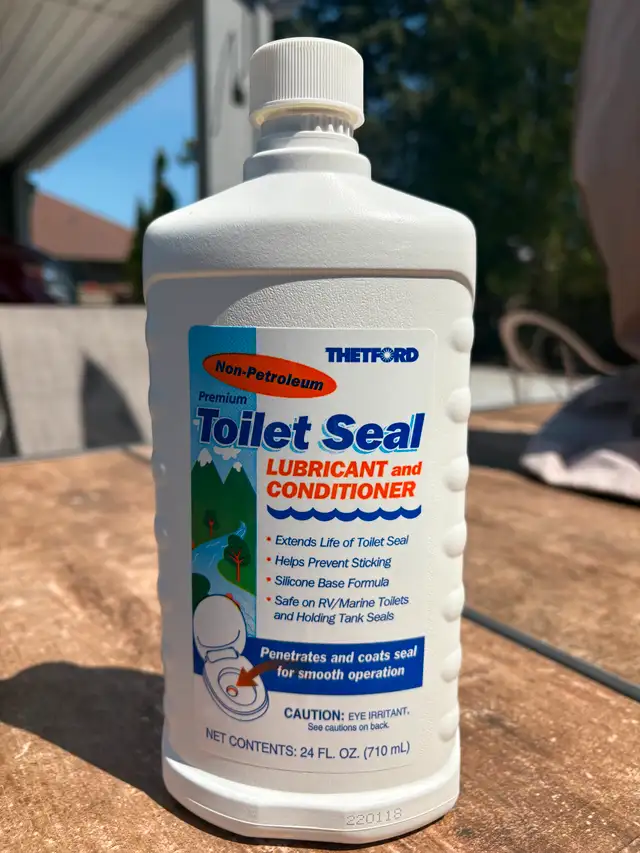 THETFORD
Non-Petroleum
Premium
Toilet Seal
LUBRICANT and
CONDITIONER
• Extends Life of Toilet Seal
• Helps Prevent Sticking
• Silicone Base Formula
• Safe on RV/Marine Toilets
and Holding Tank Seals
Penetrates and coats seal
for smooth operation
CAUTION: EYE IRRITANT.
See cautions on back.
NET CONTENTS: 24 FL. OZ. (710 mL)
220118